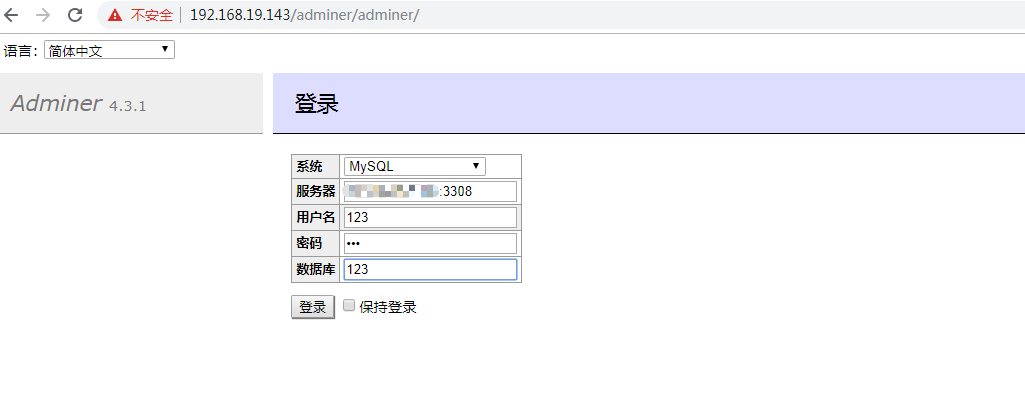 不安全 192.168.19.143/adminer/adminer/
语言: 简体中文
Adminer 4.3.1
登录
系统 MySQL
服务器 :3308
用户名 123
密码 •••
数据库 123
登录 保持登录